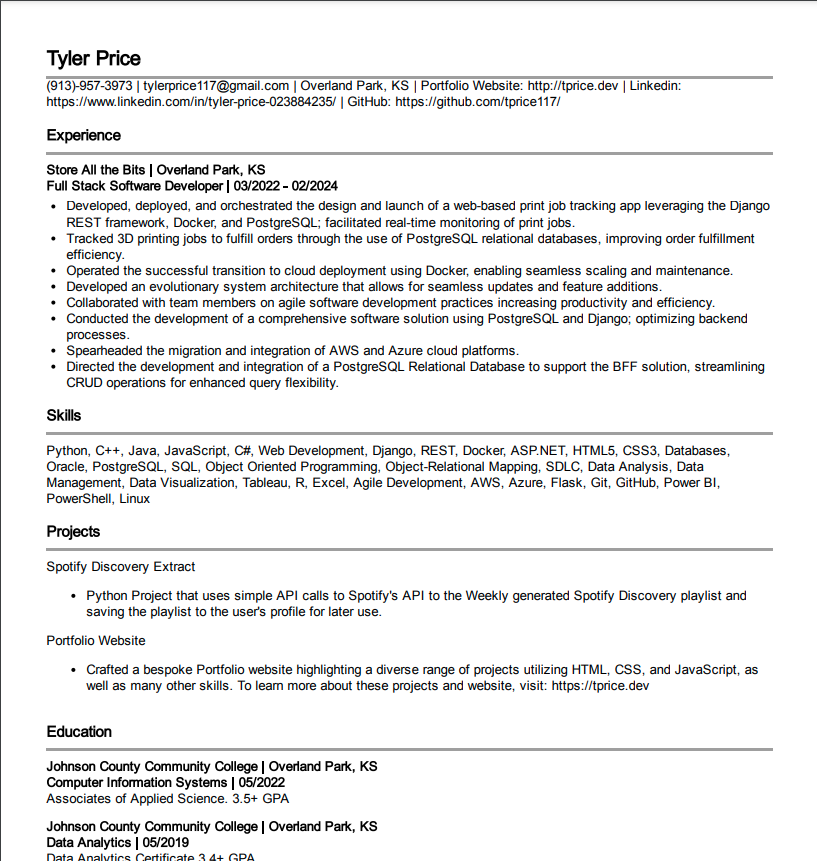 Tyler Price
(913)-957-3973 | tylerprice117@gmail.com | Overland Park, KS | Portfolio Website: http://tprice.dev | Linkedin:
https://www.linkedin.com/in/tyler-price-023884235/ | GitHub: https://github.com/tprice117/
Experience
Store All the Bits | Overland Park, KS
Full Stack Software Developer | 03/2022 - 02/2024
• Developed, deployed, and orchestrated the design and launch of a web-based print job tracking app leveraging the Django
REST framework, Docker, and PostgreSQL; facilitated real-time monitoring of print jobs.
• Tracked 3D printing jobs to fulfill orders through the use of PostgreSQL relational databases, improving order fulfillment
efficiency.
• Operated the successful transition to cloud deployment using Docker, enabling seamless scaling and maintenance.
• Developed an evolutionary system architecture that allows for seamless updates and feature additions.
• Collaborated with team members on agile software development practices increasing productivity and efficiency.
• Conducted the development of a comprehensive software solution using PostgreSQL and Django; optimizing backend
processes.
• Spearheaded the migration and integration of AWS and Azure cloud platforms.
• Directed the development and integration of a PostgreSQL Relational Database to support the BFF solution, streamlining
CRUD operations for enhanced query flexibility.
Skills
Python, C++, Java, JavaScript, C#, Web Development, Django, REST, Docker, ASP.NET, HTML5, CSS3, Databases,
Oracle, PostgreSQL, SQL, Object Oriented Programming, Object-Relational Mapping, SDLC, Data Analysis, Data
Management, Data Visualization, Tableau, R, Excel, Agile Development, AWS, Azure, Flask, Git, GitHub, Power BI,
PowerShell, Linux
Projects
Spotify Discovery Extract
• Python Project that uses simple API calls to Spotify's API to the Weekly generated Spotify Discovery playlist and
saving the playlist to the user's profile for later use.
Portfolio Website
• Crafted a bespoke Portfolio website highlighting a diverse range of projects utilizing HTML, CSS, and JavaScript, as
well as many other skills. To learn more about these projects and website, visit: https://tprice.dev
Education
Johnson County Community College | Overland Park, KS
Computer Information Systems | 05/2022
Associates of Applied Science. 3.5+ GPA
Johnson County Community College | Overland Park, KS
Data Analytics | 05/2019
Data Analytics Certificate 3.4+ GPA